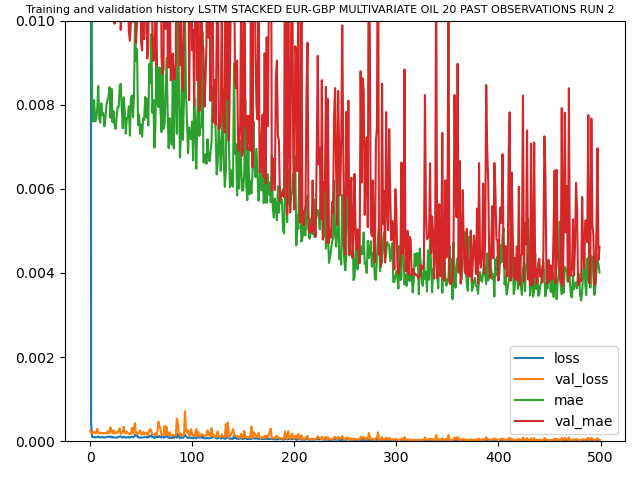 Training and validation history LSTM STACKED EUR-GBP MULTIVARIATE OIL 20 PAST OBSERVATIONS RUN 2
0.010
0.008
0.006
0.004
0.002
0.000
loss
val_loss
mae
val_mae
0 100 200 300 400 500